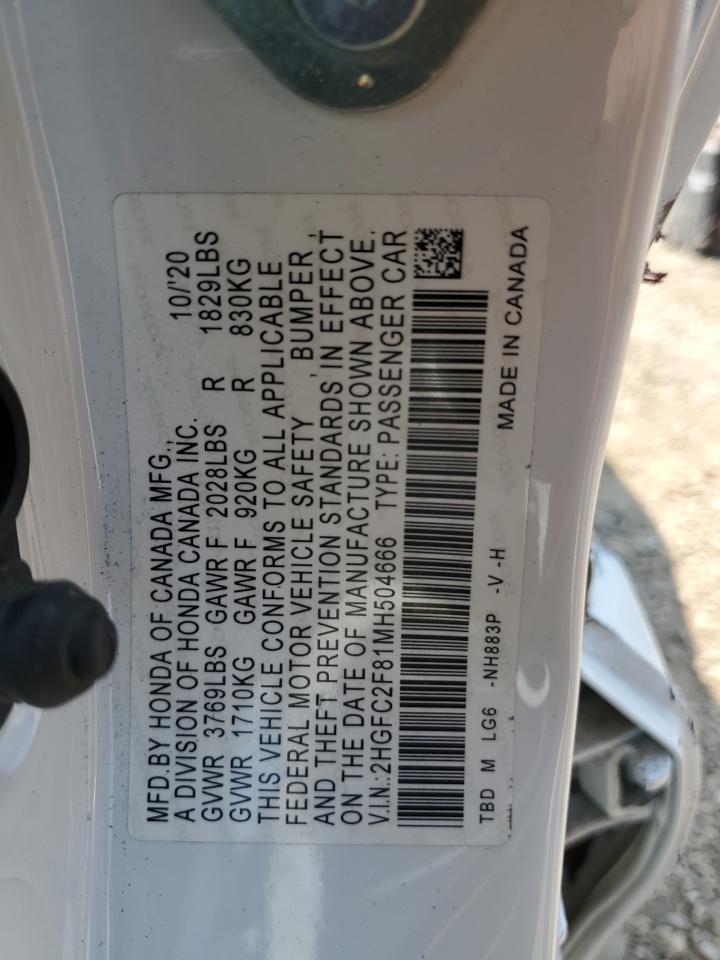 MFD.BY HONDA OF CANADA MFG., 10/'20
A DIVISION OF HONDA CANADA INC.
GVWR 3769LBS GAWR F 2028LBS R 1829LBS
GVWR 1710KG GAWR F 920KG R 830KG
THIS VEHICLE CONFORMS TO ALL APPLICABLE
FEDERAL MOTOR VEHICLE SAFETY , BUMPER ,
AND THEFT PREVENTION STANDARDS IN EFFECT
ON THE DATE OF MANUFACTURE SHOWN ABOVE.
V.I.N.:2HGFC2F81MH504666 TYPE: PASSENGER CAR
TBD M LG6 -NH883P -V -H MADE IN CANADA